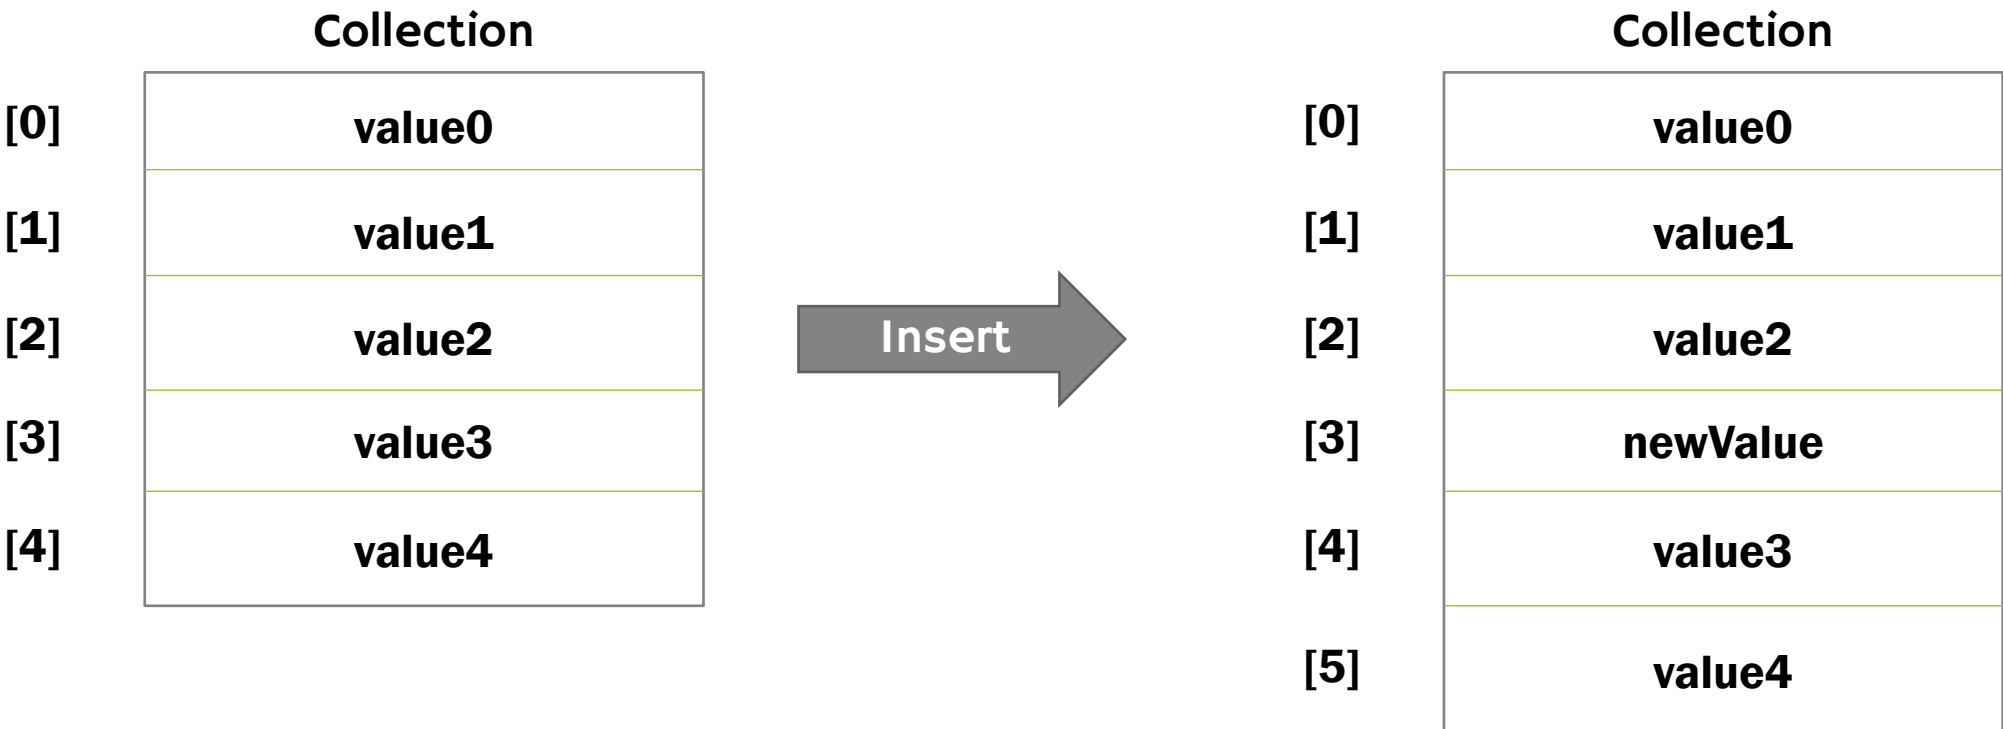 Collection
[0] value0
[1] value1
[2] value2
[3] value3
[4] value4
Insert
Collection
[0] value0
[1] value1
[2] value2
[3] newValue
[4] value3
[5] value4